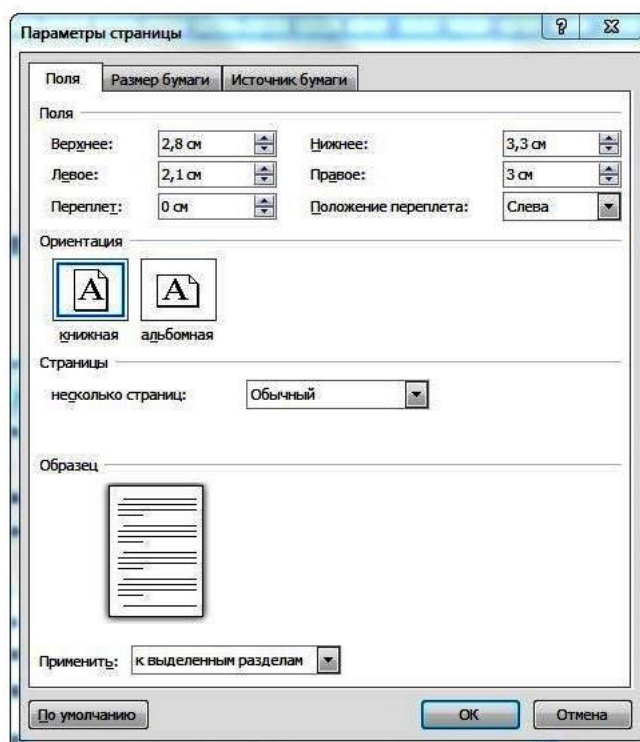 Параметры страницы
Поля Размер бумаги Источник бумаги
Поля
Верхнее: 2,8 см Нижнее: 3,3 см
Левое: 2,1 см Правое: 3 см
Переплет: 0 см Положение переплета: Слева
Ориентация
A A
книжная альбомная
Страницы
несколько страниц: Обычный
Образец
Применить: к выделенным разделам
По умолчанию ОК Отмена